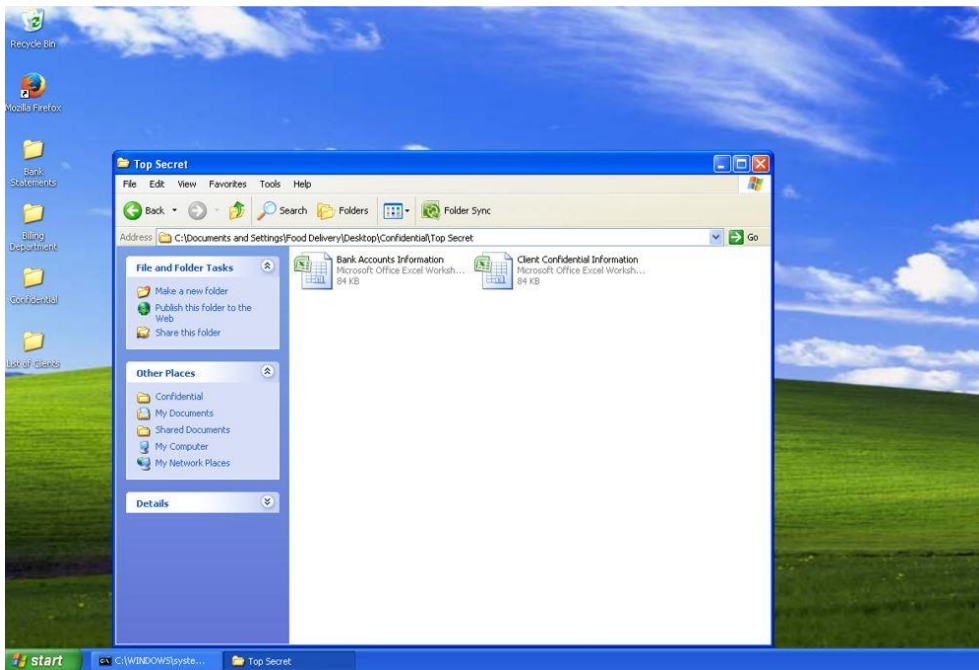 Recycle Bin
Mozilla Firefox
Bank
Statements
Billing
Department
Confidential
List of Clients
Top Secret
File Edit View Favorites Tools Help
Back Search Folders Folder Sync
Address C:\Documents and Settings\Food Delivery\Desktop\Confidential\Top Secret Go
File and Folder Tasks
Make a new folder
Publish this folder to the
Web
Share this folder
Other Places
Confidential
My Documents
Shared Documents
My Computer
My Network Places
Details
Bank Accounts Information
Microsoft Office Excel Worksh...
84 KB
Client Confidential Information
Microsoft Office Excel Worksh...
84 KB
start C:\WINDOWS\syste... Top Secret